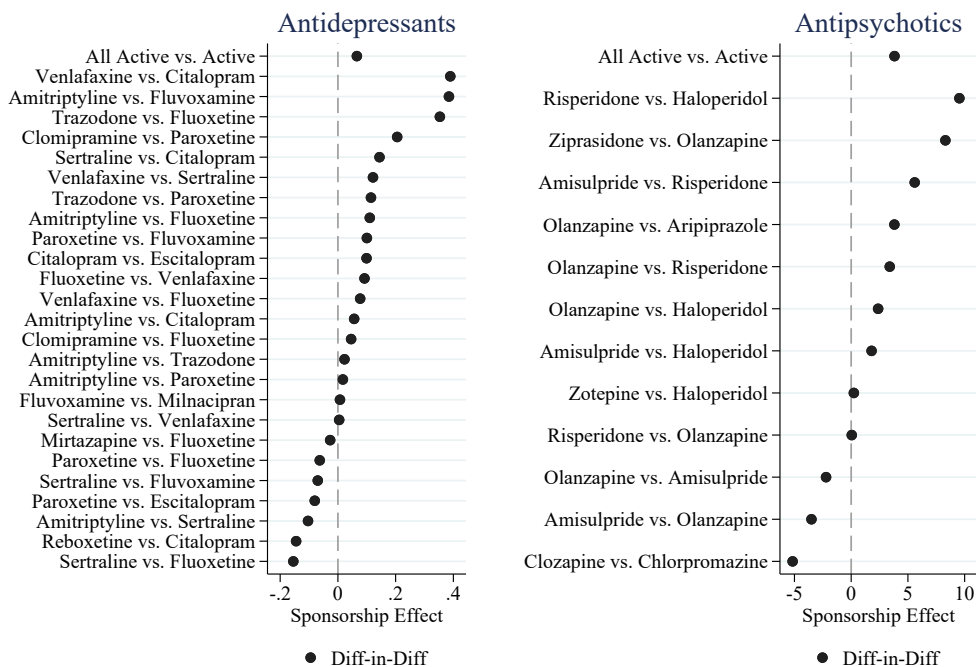 Antidepressants
All Active vs. Active
Venlafaxine vs. Citalopram
Amitriptyline vs. Fluvoxamine
Trazodone vs. Fluoxetine
Clomipramine vs. Paroxetine
Sertraline vs. Citalopram
Venlafaxine vs. Sertraline
Trazodone vs. Paroxetine
Amitriptyline vs. Fluoxetine
Paroxetine vs. Fluvoxamine
Citalopram vs. Escitalopram
Fluoxetine vs. Venlafaxine
Venlafaxine vs. Fluoxetine
Amitriptyline vs. Citalopram
Clomipramine vs. Fluoxetine
Amitriptyline vs. Trazodone
Amitriptyline vs. Paroxetine
Fluvoxamine vs. Milnacipran
Sertraline vs. Venlafaxine
Mirtazapine vs. Fluoxetine
Paroxetine vs. Fluoxetine
Sertraline vs. Fluvoxamine
Paroxetine vs. Escitalopram
Amitriptyline vs. Sertraline
Reboxetine vs. Citalopram
Sertraline vs. Fluoxetine
-.2 0 .2 .4
Sponsorship Effect
Diff-in-Diff
Antipsychotics
All Active vs. Active
Risperidone vs. Haloperidol
Ziprasidone vs. Olanzapine
Amisulpride vs. Risperidone
Olanzapine vs. Aripiprazole
Olanzapine vs. Risperidone
Olanzapine vs. Haloperidol
Amisulpride vs. Haloperidol
Zotepine vs. Haloperidol
Risperidone vs. Olanzapine
Olanzapine vs. Amisulpride
Amisulpride vs. Olanzapine
Clozapine vs. Chlorpromazine
-5 0 5 10
Sponsorship Effect
Diff-in-Diff